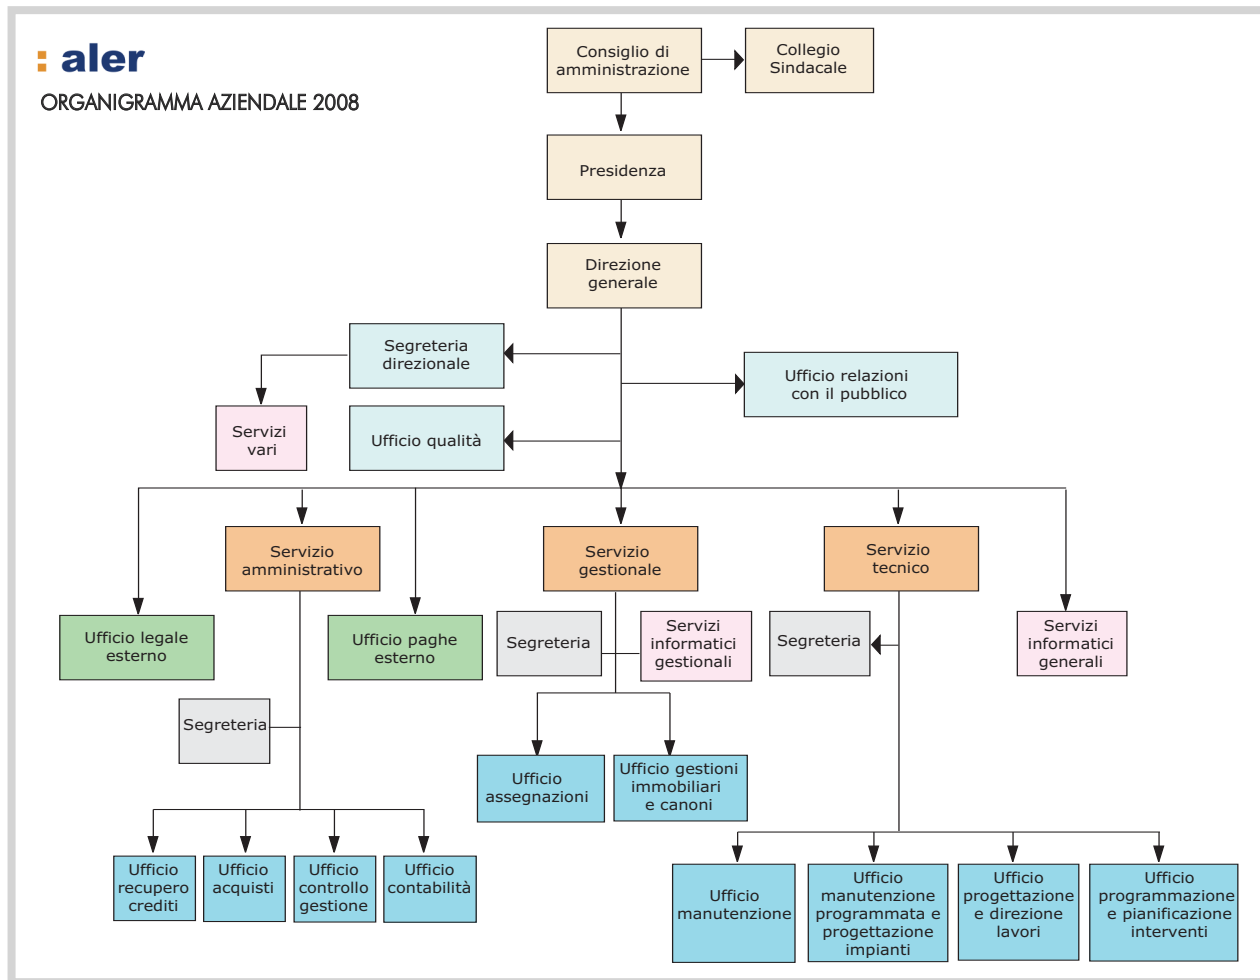 : aler
ORGANIGRAMMA AZIENDALE 2008
Consiglio di
amministrazione
Collegio
Sindacale
Presidenza
Direzione
generale
Segreteria
direzionale
Ufficio relazioni
con il pubblico
Servizi
vari
Ufficio qualità
Servizio
amministrativo
Servizio
gestionale
Servizio
tecnico
Ufficio legale
esterno
Ufficio paghe
esterno
Segreteria
Servizi
informatici
gestionali
Segreteria
Servizi
informatici
generali
Segreteria
Ufficio
assegnazioni
Ufficio gestioni
immobiliari
e canoni
Ufficio
recupero
crediti
Ufficio
acquisti
Ufficio
controllo
gestione
Ufficio
contabilità
Ufficio
manutenzione
Ufficio
manutenzione
programmata e
progettazione
impianti
Ufficio
progettazione
e direzione
lavori
Ufficio
programmazione
e pianificazione
interventi